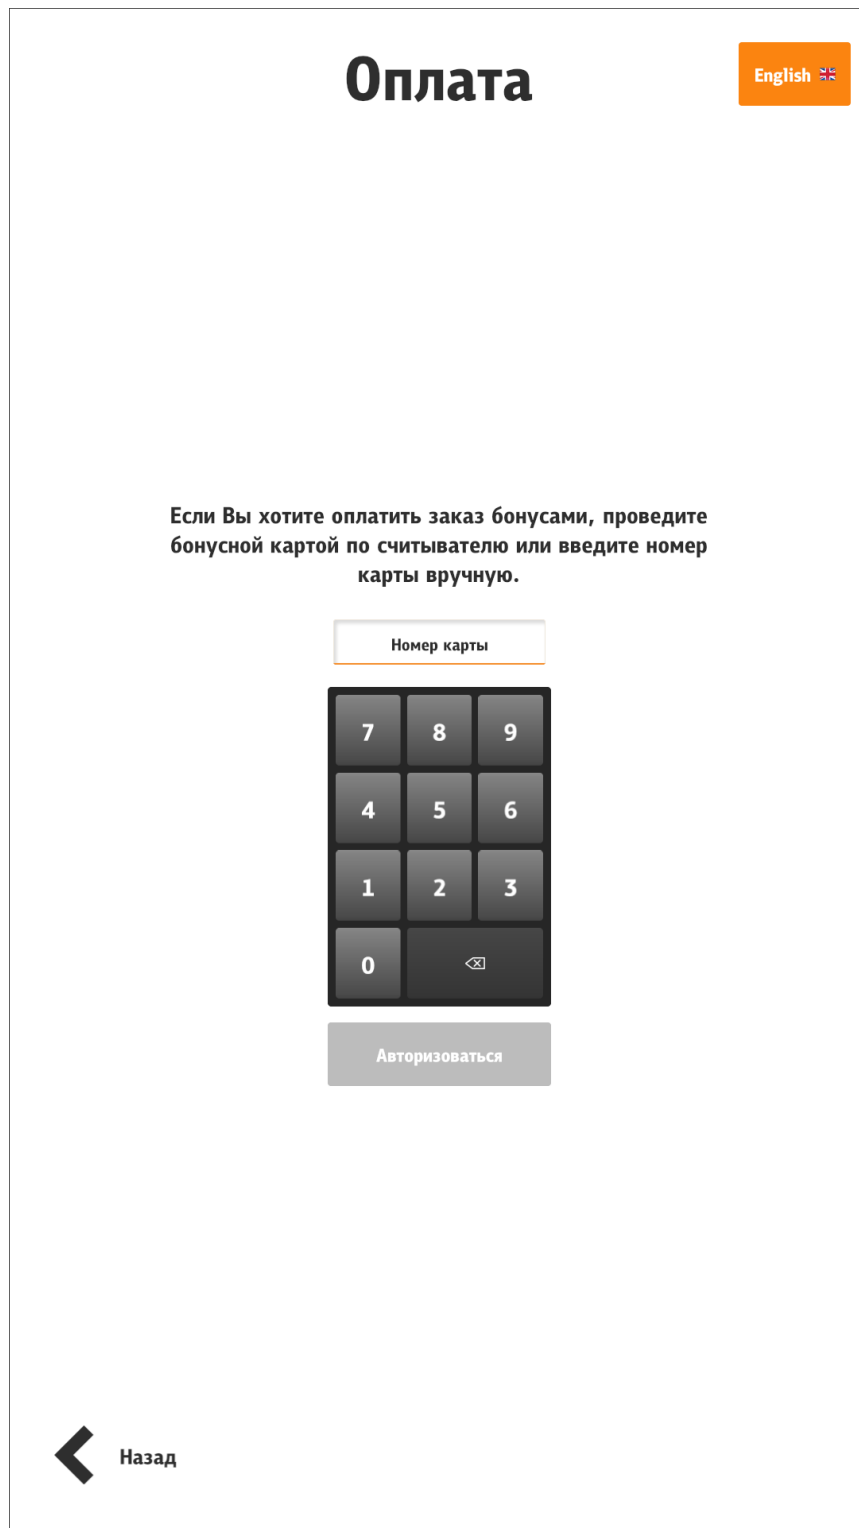 Оплата
English
Если Вы хотите оплатить заказ бонусами, проведите
бонусной картой по считывателю или введите номер
карты вручную.
Номер карты
7 8 9
4 5 6
1 2 3
0
Авторизоваться
Назад